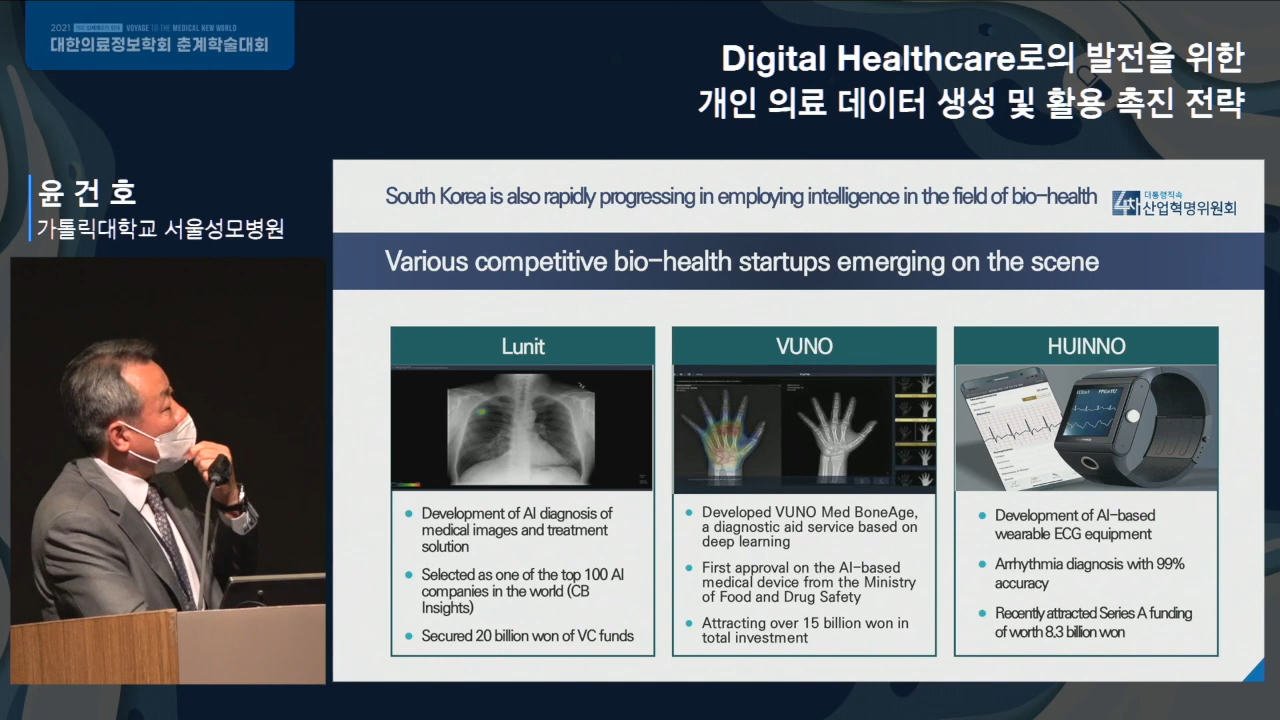 2021 VOYAGE TO THE MEDICAL NEW WORLD
대한의료정보학회 춘계학술대회
Digital Healthcare로의 발전을 위한
개인 의료 데이터 생성 및 활용 촉진 전략
윤 건 호
가톨릭대학교 서울성모병원
South Korea is also rapidly progressing in employing intelligence in the field of bio-health
대통령직속
4차 산업혁명위원회
Various competitive bio-health startups emerging on the scene
Lunit
• Development of AI diagnosis of
medical images and treatment
solution
• Selected as one of the top 100 AI
companies in the world (CB
Insights)
• Secured 20 billion won of VC funds
VUNO
• Developed VUNO Med BoneAge,
a diagnostic aid service based on
deep learning
• First approval on the AI-based
medical device from the Ministry
of Food and Drug Safety
• Attracting over 15 billion won in
total investment
HUINNO
• Development of AI-based
wearable ECG equipment
• Arrhythmia diagnosis with 99%
accuracy
• Recently attracted Series A funding
of worth 8.3 billion won